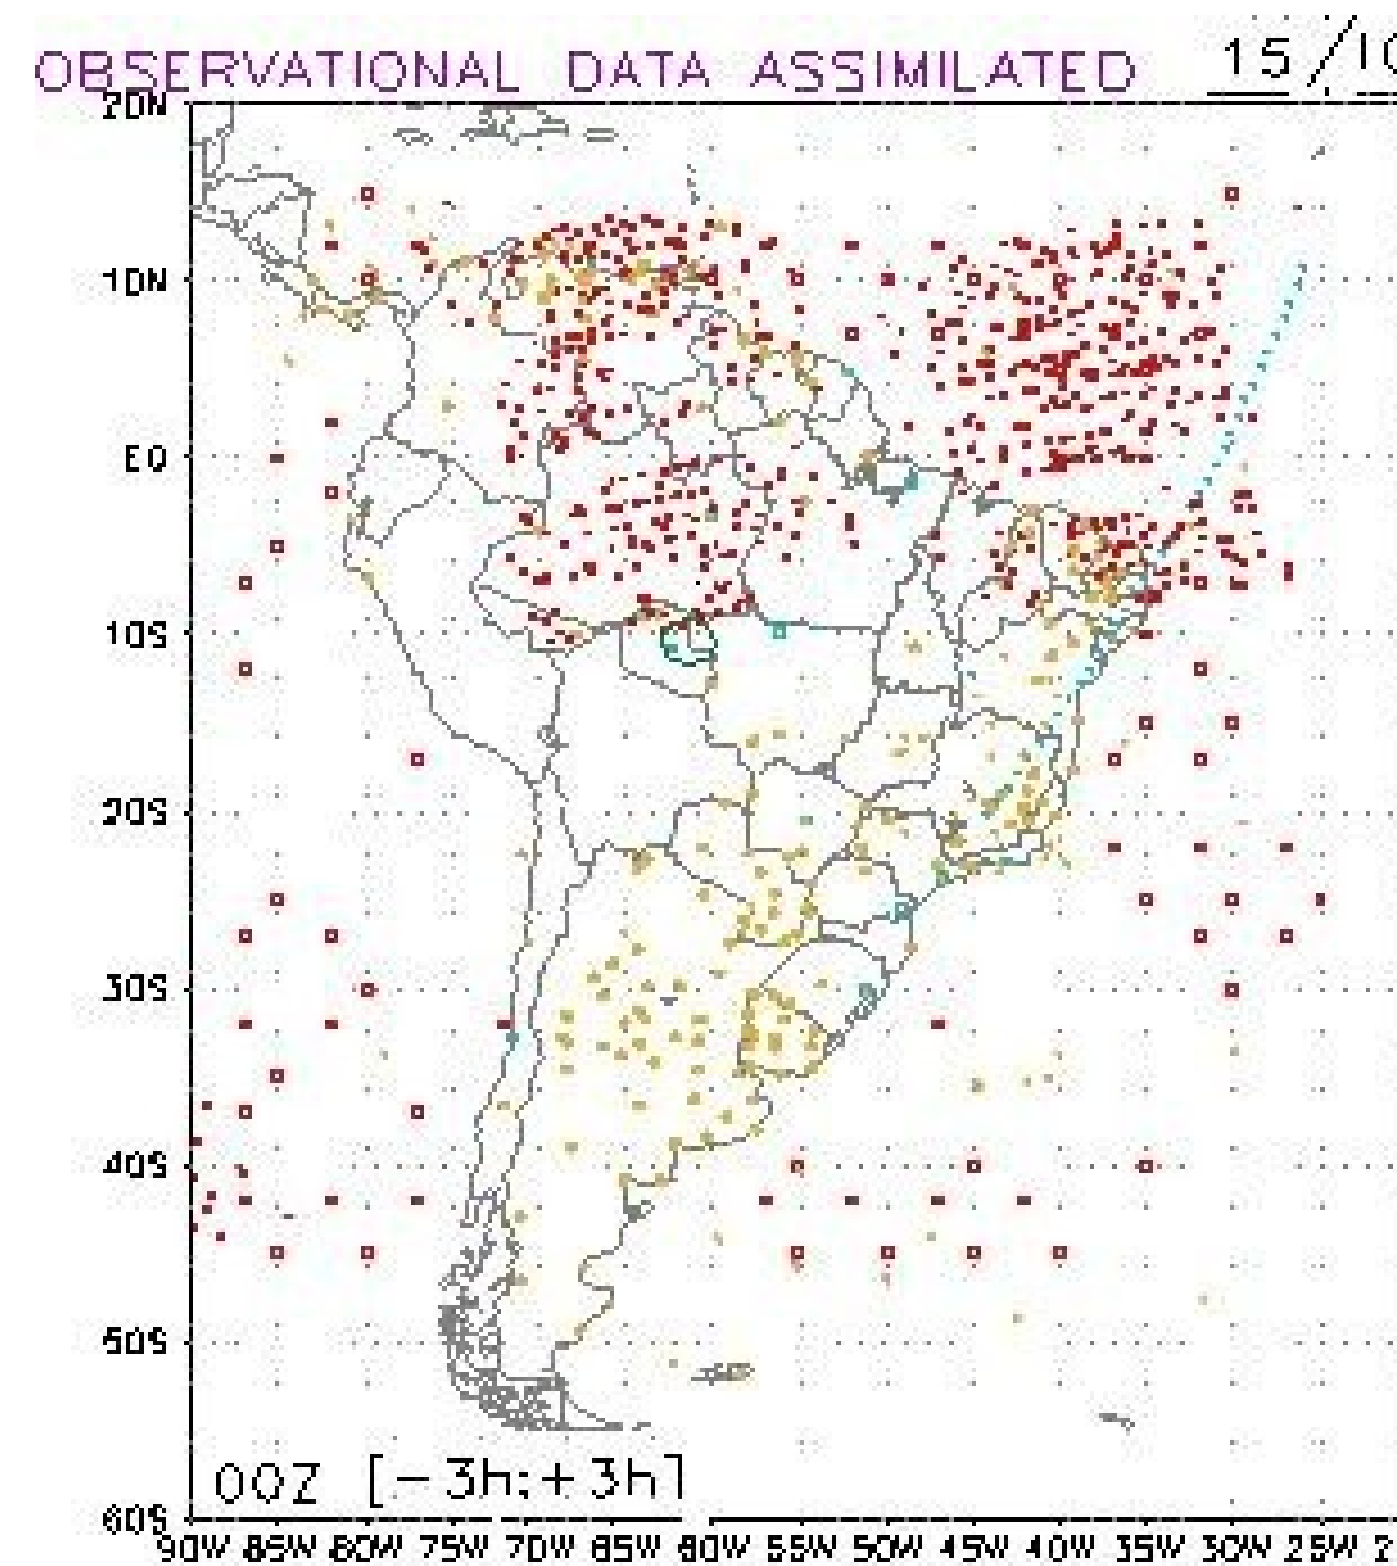 OBSERVATIONAL DATA ASSIMILATED 15/10
20N
10N
EQ
10S
20S
30S
40S
50S
60S
00Z [-3h;+3h]
90W 85W 80W 75W 70W 65W 60W 55W 50W 45W 40W 35W 30W 25W